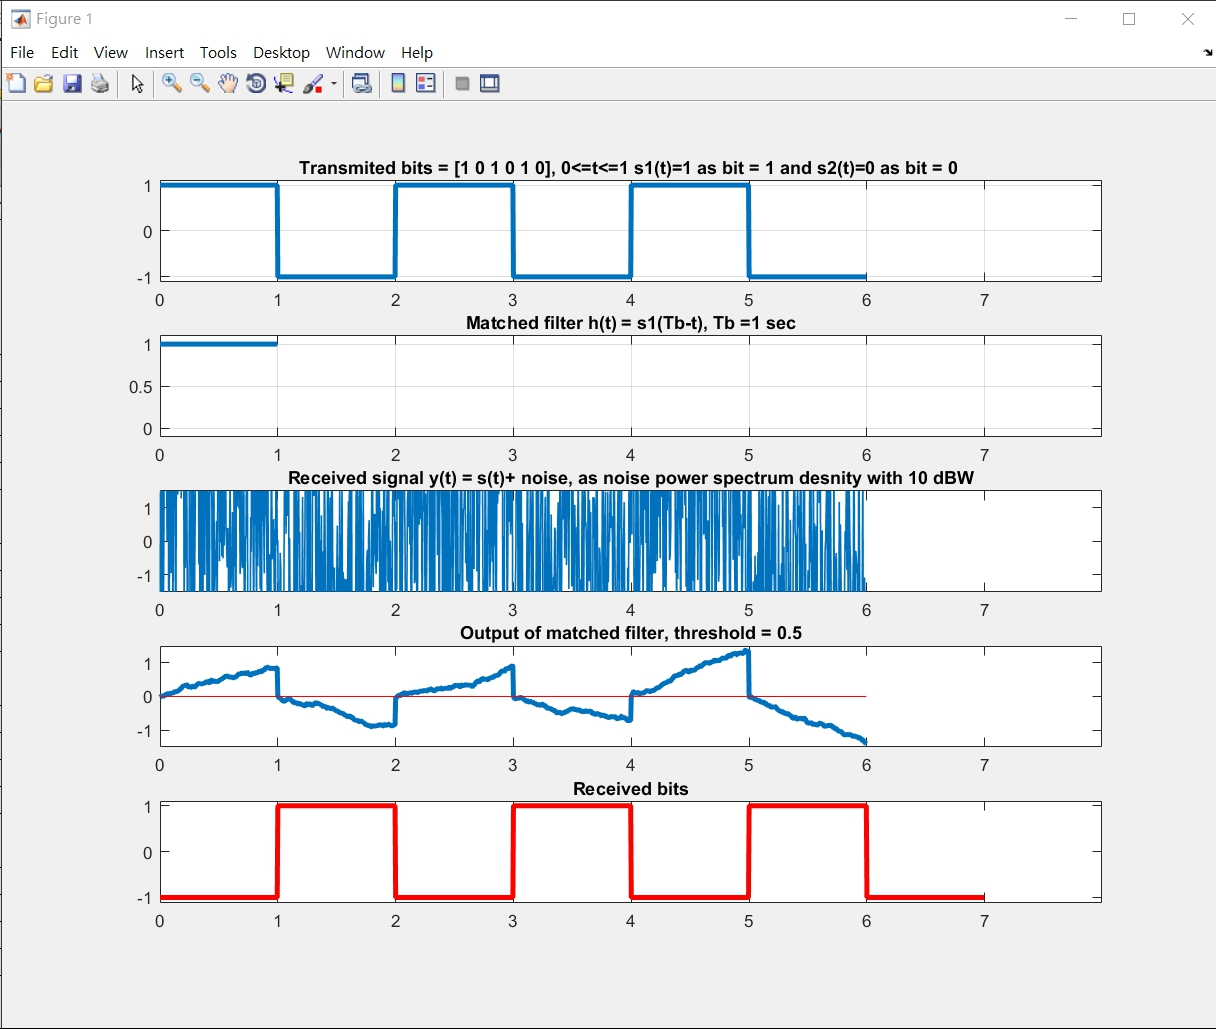 Figure 1
File Edit View Insert Tools Desktop Window Help
Transmited bits = [1 0 1 0 1 0], 0<=t<=1 s1(t)=1 as bit = 1 and s2(t)=0 as bit = 0
1
0
-1
0 1 2 3 4 5 6 7
Matched filter h(t) = s1(Tb-t), Tb =1 sec
1
0.5
0
0 1 2 3 4 5 6 7
Received signal y(t) = s(t)+ noise, as noise power spectrum desnity with 10 dBW
1
0
-1
0 1 2 3 4 5 6 7
Output of matched filter, threshold = 0.5
1
0
-1
0 1 2 3 4 5 6 7
Received bits
1
0
-1
0 1 2 3 4 5 6 7